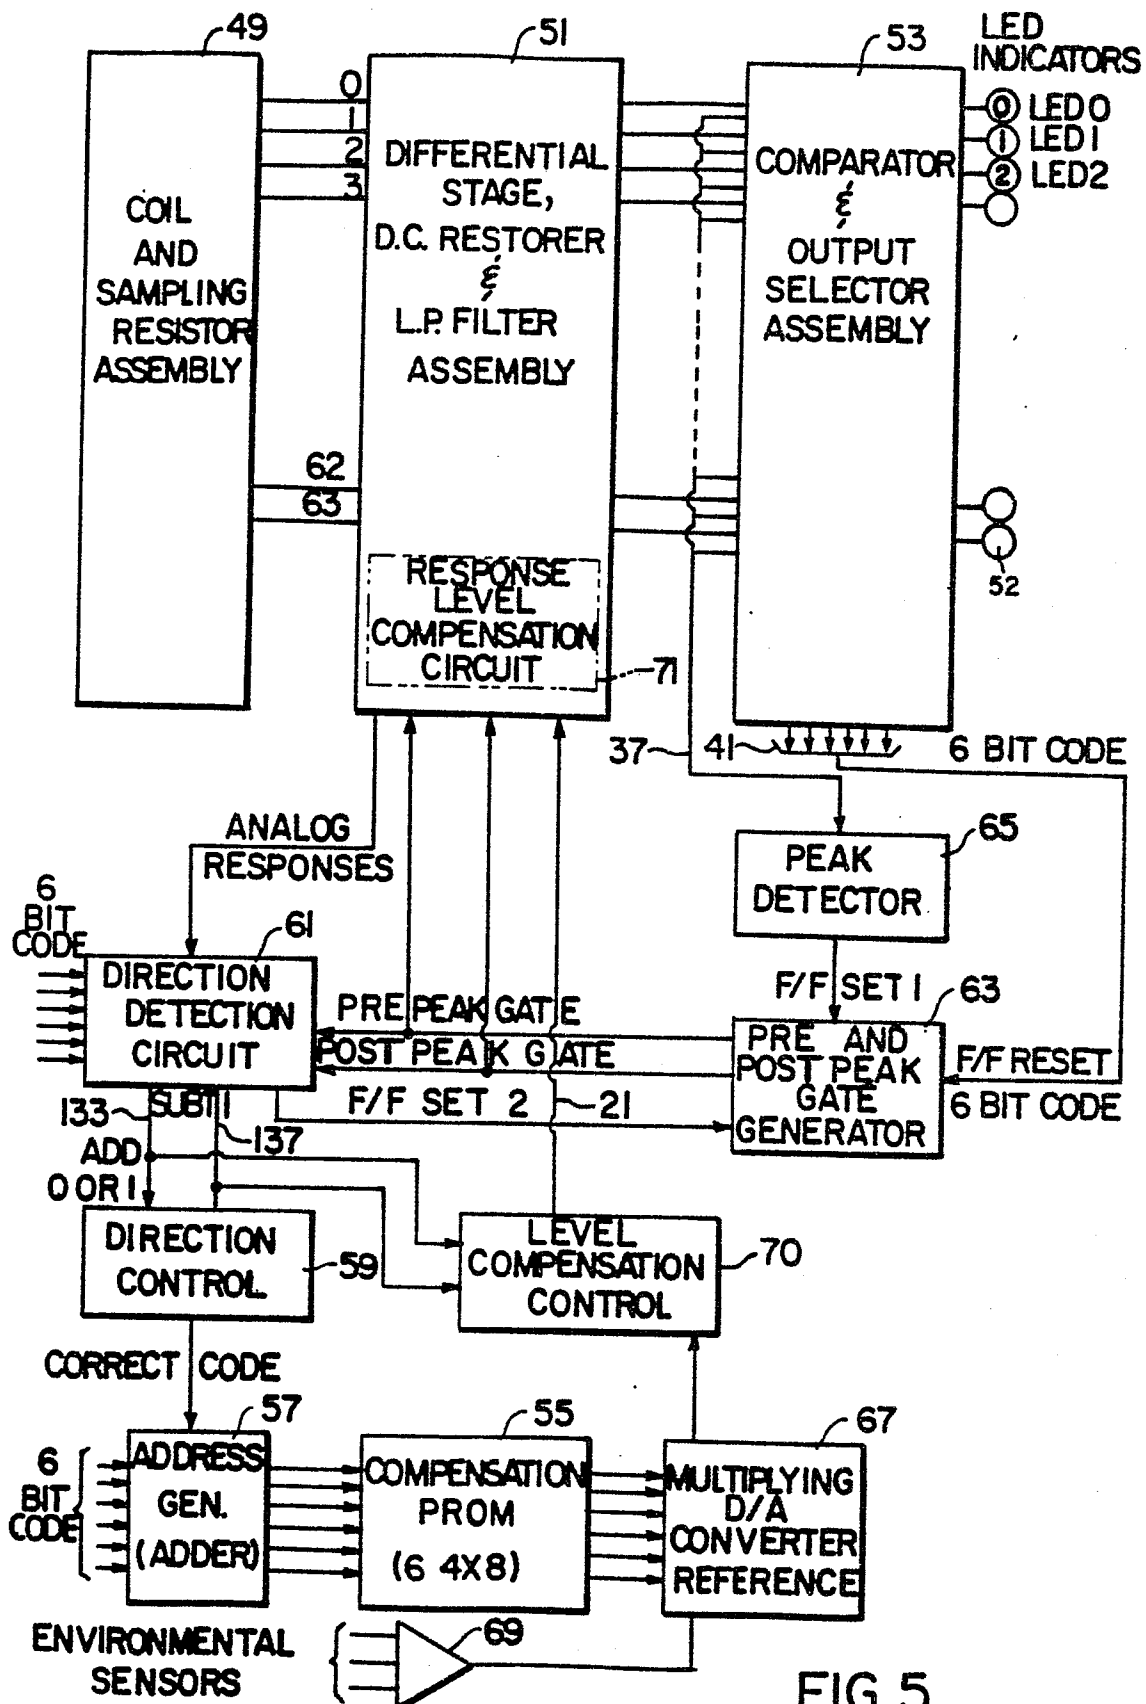 49
51
53
LED
INDICATORS
0
1
2
3
0 LED0
1 LED1
2 LED2
COIL
AND
SAMPLING
RESISTOR
ASSEMBLY
DIFFERENTIAL
STAGE,
D.C. RESTORER
&
L.P. FILTER
ASSEMBLY
COMPARATOR
&
OUTPUT
SELECTOR
ASSEMBLY
62
63
52
RESPONSE
LEVEL
COMPENSATION
CIRCUIT
71
37
41
6 BIT CODE
ANALOG
RESPONSES
65
PEAK
DETECTOR
6
BIT
CODE
61
DIRECTION
DETECTION
CIRCUIT
F/F SET 1
63
PRE PEAK GATE
POST PEAK GATE
PRE AND
POST PEAK
GATE
GENERATOR
F/F RESET
6 BIT CODE
133
SUBT 1
F/F SET 2
21
137
ADD
0 OR 1
DIRECTION
CONTROL
59
LEVEL
COMPENSATION
CONTROL
70
CORRECT CODE
57
55
67
6
BIT
CODE
ADDRESS
GEN.
(ADDER)
COMPENSATION
PROM
(6 4X8)
MULTIPLYING
D/A
CONVERTER
REFERENCE
ENVIRONMENTAL
SENSORS
69
FIG.5